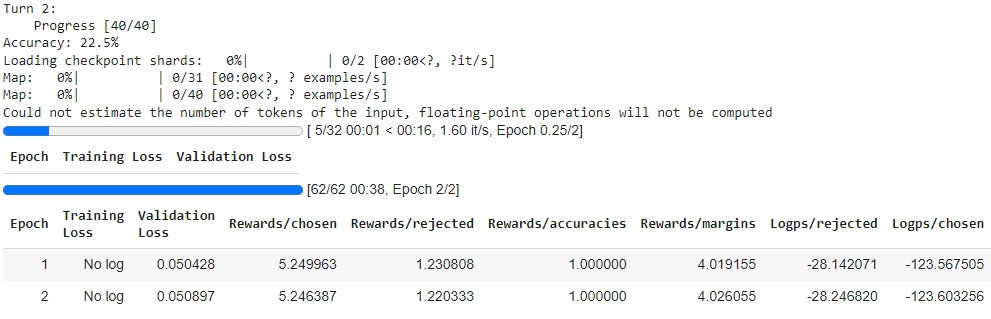 Turn 2:
Progress [40/40]
Accuracy: 22.5%
Loading checkpoint shards:   0%|          | 0/2 [00:00<?, ?it/s]
Map:   0%|          | 0/31 [00:00<?, ? examples/s]
Map:   0%|          | 0/40 [00:00<?, ? examples/s]
Could not estimate the number of tokens of the input, floating-point operations will not be computed
[ 5/32 00:01 < 00:16, 1.60 it/s, Epoch 0.25/2]
Epoch Training Loss Validation Loss
[62/62 00:38, Epoch 2/2]
Epoch Training Loss Validation Loss Rewards/chosen Rewards/rejected Rewards/accuracies Rewards/margins Logps/rejected Logps/chosen
1 No log 0.050428 5.249963 1.230808 1.000000 4.019155 -28.142071 -123.567505
2 No log 0.050897 5.246387 1.220333 1.000000 4.026055 -28.246820 -123.603256